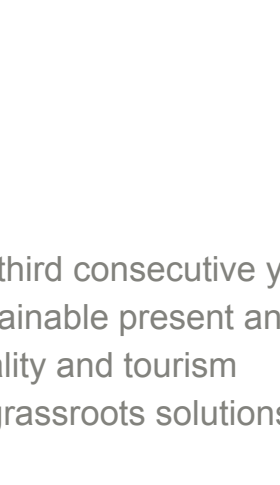 third consecutive y
ainable present an
ality and tourism
grassroots solutions